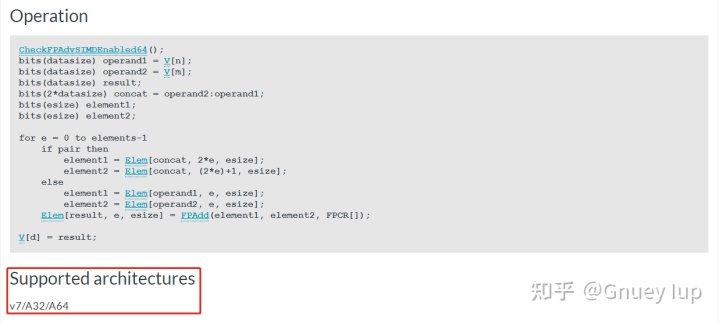 Operation
CheckFPAdvSIMDEnabled64();
bits(datasize) operand1 = V[n];
bits(datasize) operand2 = V[m];
bits(datasize) result;
bits(2*datasize) concat = operand2:operand1;
bits(esize) element1;
bits(esize) element2;
for e = 0 to elements-1
if pair then
element1 = Elem[concat, 2*e, esize];
element2 = Elem[concat, (2*e)+1, esize];
else
element1 = Elem[operand1, e, esize];
element2 = Elem[operand2, e, esize];
Elem[result, e, esize] = FPAdd(element1, element2, FPCR[]);
V[d] = result;
Supported architectures
v7/A32/A64
知乎 @Gnuey Iup